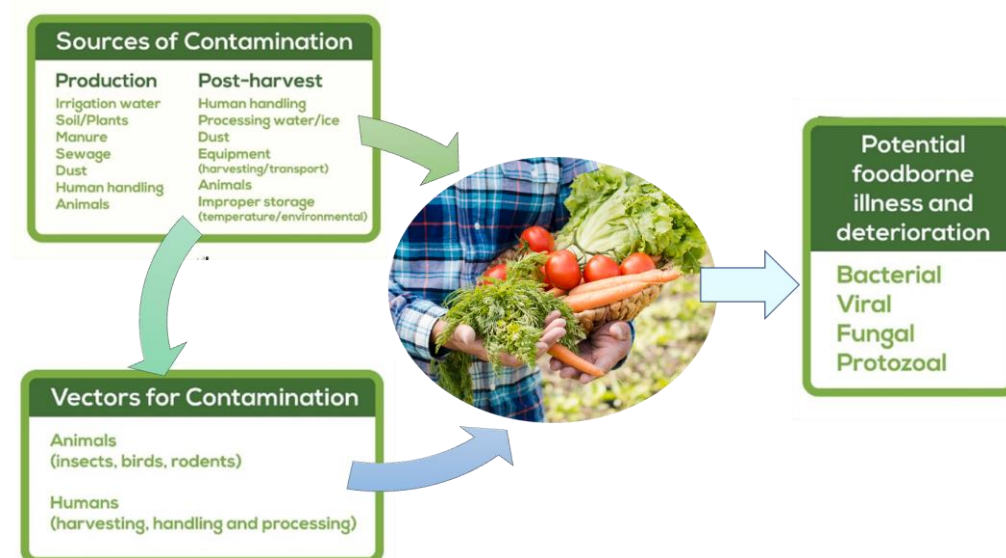 Sources of Contamination
Production
Irrigation water
Soil/Plants
Manure
Sewage
Dust
Human handling
Animals
Post-harvest
Human handling
Processing water/ice
Dust
Equipment
(harvesting/transport)
Animals
Improper storage
(temperature/environmental)
Vectors for Contamination
Animals
(insects, birds, rodents)
Humans
(harvesting, handling and processing)
Potential
foodborne
illness and
deterioration
Bacterial
Viral
Fungal
Protozoal